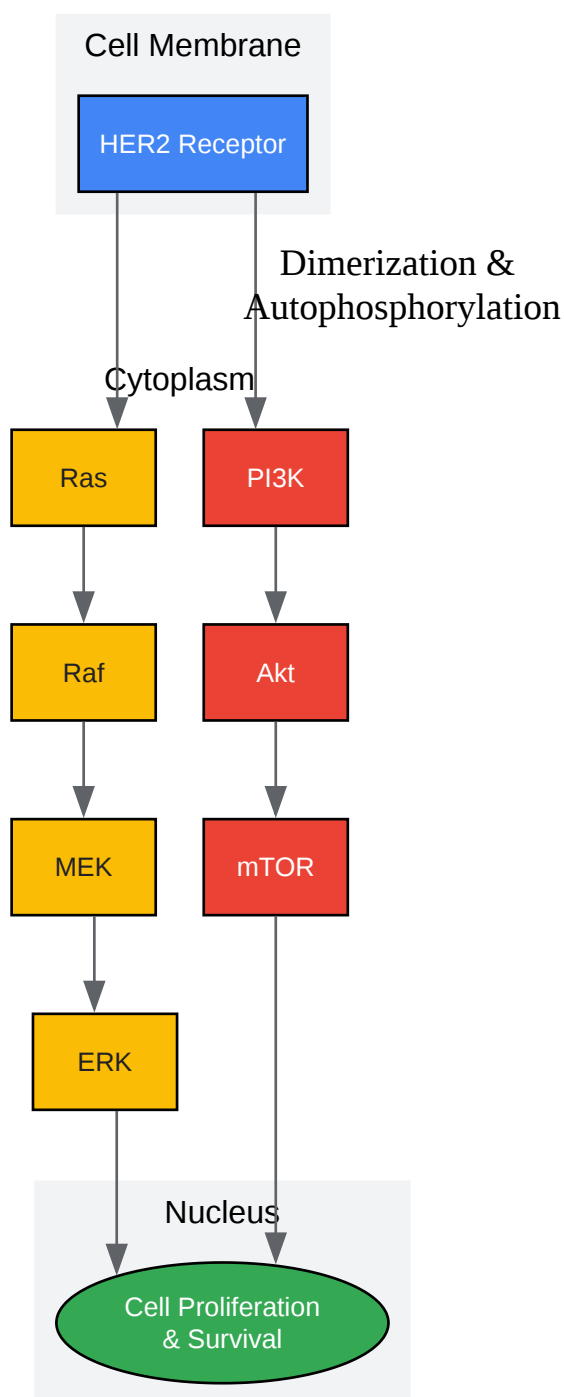 Cell Membrane
HER2 Receptor
Dimerization &
Autophosphorylation
Cytoplasm
Ras
PI3K
Raf
Akt
MEK
mTOR
ERK
Nucleus
Cell Proliferation
& Survival